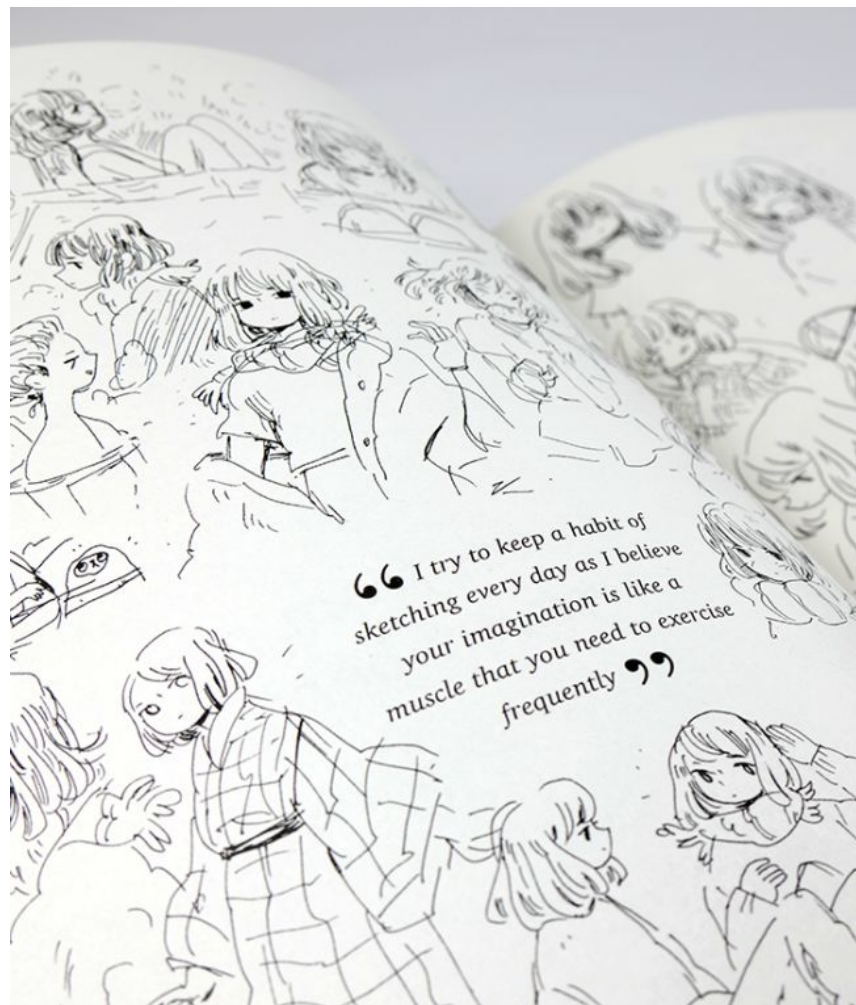 ❝ I try to keep a habit of
sketching every day as I believe
your imagination is like a
muscle that you need to exercise
frequently ❞